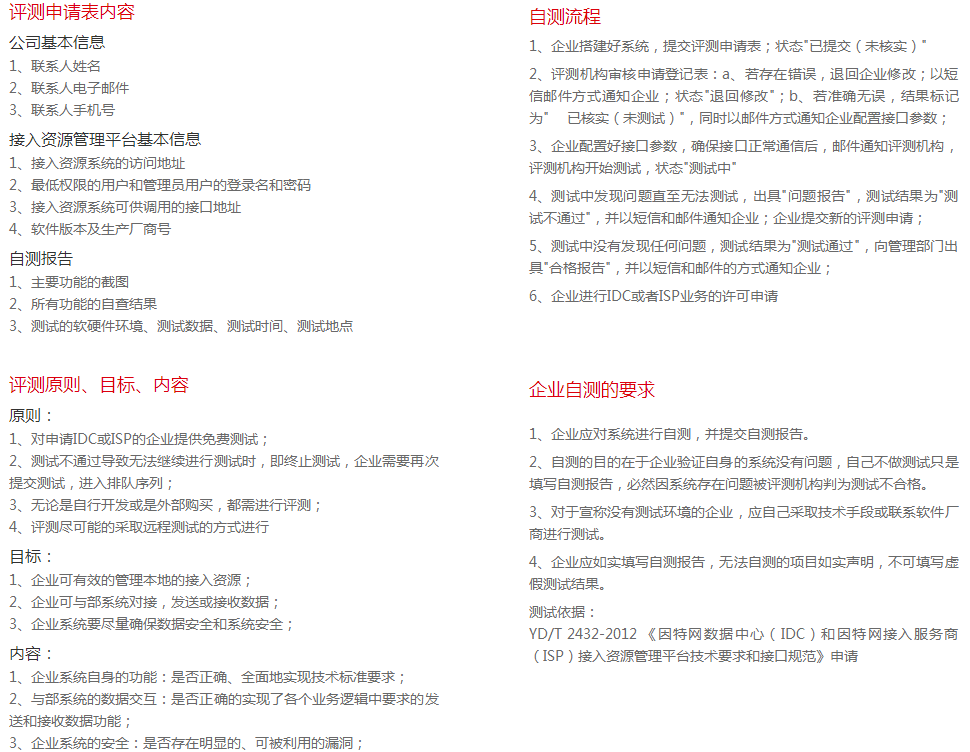 评测申请表内容
公司基本信息
1、联系人姓名
2、联系人电子邮件
3、联系人手机号
接入资源管理平台基本信息
1、接入资源系统的访问地址
2、最低权限的用户和管理员用户的登录名和密码
3、接入资源系统可供调用的接口地址
4、软件版本及生产厂商号
自测报告
1、主要功能的截图
2、所有功能的自查结果
3、测试的软硬件环境、测试数据、测试时间、测试地点
自测流程
1、企业搭建好系统，提交评测申请表；状态"已提交（未核实）"
2、评测机构审核申请登记表：a、若存在错误，退回企业修改；以短
信邮件方式通知企业；状态"退回修改"；b、若准确无误，结果标记
为" 已核实（未测试）"，同时以邮件方式通知企业配置接口参数；
3、企业配置好接口参数，确保接口正常通信后，邮件通知评测机构，
评测机构开始测试，状态"测试中"
4、测试中发现问题直至无法测试，出具"问题报告"，测试结果为"测
试不通过"，并以短信和邮件通知企业；企业提交新的评测申请；
5、测试中没有发现任何问题，测试结果为"测试通过"，向管理部门出
具"合格报告"，并以短信和邮件的方式通知企业；
6、企业进行IDC或者ISP业务的许可申请
评测原则、目标、内容
原则：
1、对申请IDC或ISP的企业提供免费测试；
2、测试不通过导致无法继续进行测试时，即终止测试，企业需要再次
提交测试，进入排队序列；
3、无论是自行开发或是外部购买，都需进行评测；
4、评测尽可能的采取远程测试的方式进行
目标：
1、企业可有效的管理本地的接入资源；
2、企业可与部系统对接，发送或接收数据；
3、企业系统要尽量确保数据安全和系统安全；
内容：
1、企业系统自身的功能：是否正确、全面地实现技术标准要求；
2、与部系统的数据交互：是否正确的实现了各个业务逻辑中要求的发
送和接收数据功能；
3、企业系统的安全：是否存在明显的、可被利用的漏洞；
企业自测的要求
1、企业应对系统进行自测，并提交自测报告。
2、自测的目的在于企业验证自身的系统没有问题，自己不做测试只是
填写自测报告，必然因系统存在问题被评测机构判为测试不合格。
3、对于宣称没有测试环境的企业，应自己采取技术手段或联系软件厂
商进行测试。
4、企业应如实填写自测报告，无法自测的项目如实声明，不可填写虚
假测试结果。
测试依据：
YD/T 2432-2012 《因特网数据中心（IDC）和因特网接入服务商
（ISP）接入资源管理平台技术要求和接口规范》申请